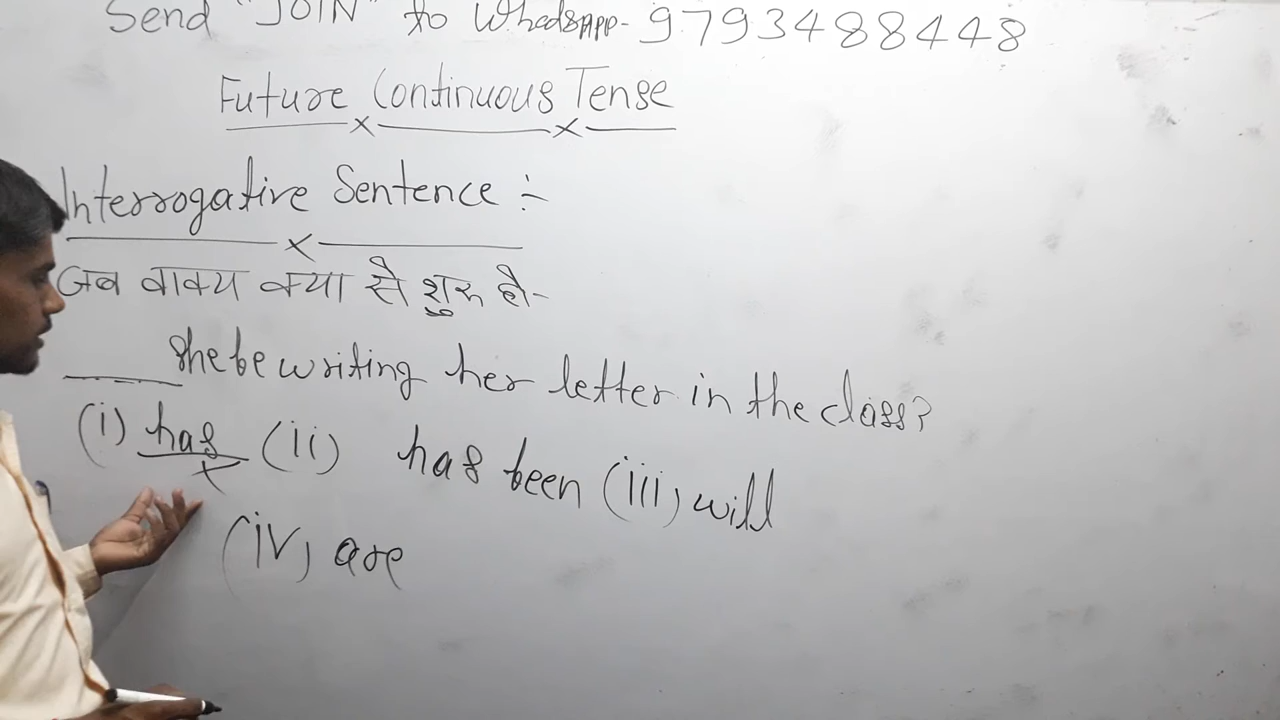 Send "JOIN" to WhatsApp-9793488448
Future Continuous Tense
Interrogative Sentence :-
जब वाक्य क्या से शुरू हो-
___ she be writing her letter in the class?
(i) has (ii) has been (iii) will
(iv) are